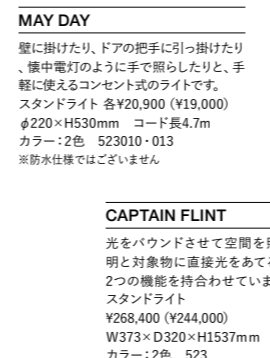 MAY DAY
壁に掛けたり、ドアの把手に引っ掛けたり
、懐中電灯のように手で照らしたりと、手
軽に使えるコンセント式のライトです。
スタンドライト 各¥20,900 (¥19,000)
φ220×H530mm　コード長4.7m
カラー：2色　523010・013
※防水仕様ではございません
CAPTAIN FLINT
光をバウンドさせて空間を
明と対象物に直接光をあて
2つの機能を持合わせていま
スタンドライト
¥268,400 (¥244,000)
W373×D320×H1537mm
カラー：2色　523